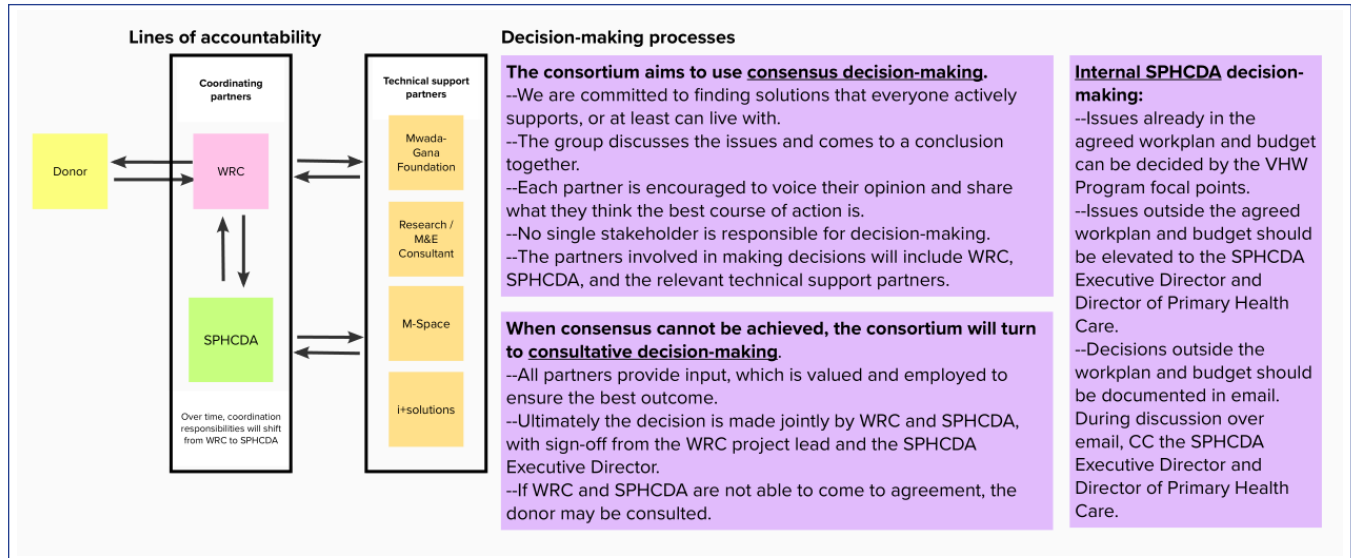 Lines of accountability
Coordinating
partners
Donor
WRC
SPHCDA
Over time, coordination
responsibilities will shift
from WRC to SPHCDA
Technical support
partners
Mwada-
Gana
Foundation
Research /
M&E
Consultant
M-Space
i+solutions
Decision-making processes
The consortium aims to use consensus decision-making.
--We are committed to finding solutions that everyone actively
supports, or at least can live with.
--The group discusses the issues and comes to a conclusion
together.
--Each partner is encouraged to voice their opinion and share
what they think the best course of action is.
--No single stakeholder is responsible for decision-making.
--The partners involved in making decisions will include WRC,
SPHCDA, and the relevant technical support partners.
When consensus cannot be achieved, the consortium will turn
to consultative decision-making.
--All partners provide input, which is valued and employed to
ensure the best outcome.
--Ultimately the decision is made jointly by WRC and SPHCDA,
with sign-off from the WRC project lead and the SPHCDA
Executive Director.
--If WRC and SPHCDA are not able to come to agreement, the
donor may be consulted.
Internal SPHCDA decision-
making:
--Issues already in the
agreed workplan and budget
can be decided by the VHW
Program focal points.
--Issues outside the agreed
workplan and budget should
be elevated to the SPHCDA
Executive Director and
Director of Primary Health
Care.
--Decisions outside the
workplan and budget should
be documented in email.
During discussion over
email, CC the SPHCDA
Executive Director and
Director of Primary Health
Care.